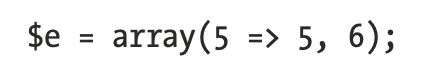 $e = array(5 => 5, 6);